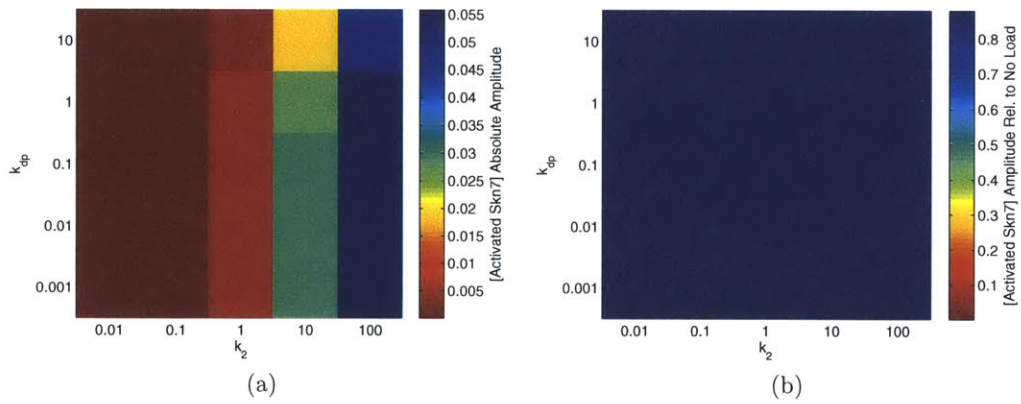 10
1
0.1
0.01
0.001
k_dp
0.01 0.1 1 10 100
k_2
0.055
0.05
0.045
0.04
0.035
0.03
0.025
0.02
0.015
0.01
0.005
[Activated Skn7] Absolute Amplitude
(a)
10
1
0.1
0.01
0.001
k_dp
0.01 0.1 1 10 100
k_2
0.8
0.7
0.6
0.5
0.4
0.3
0.2
0.1
[Activated Skn7] Amplitude Rel. to No Load
(b)